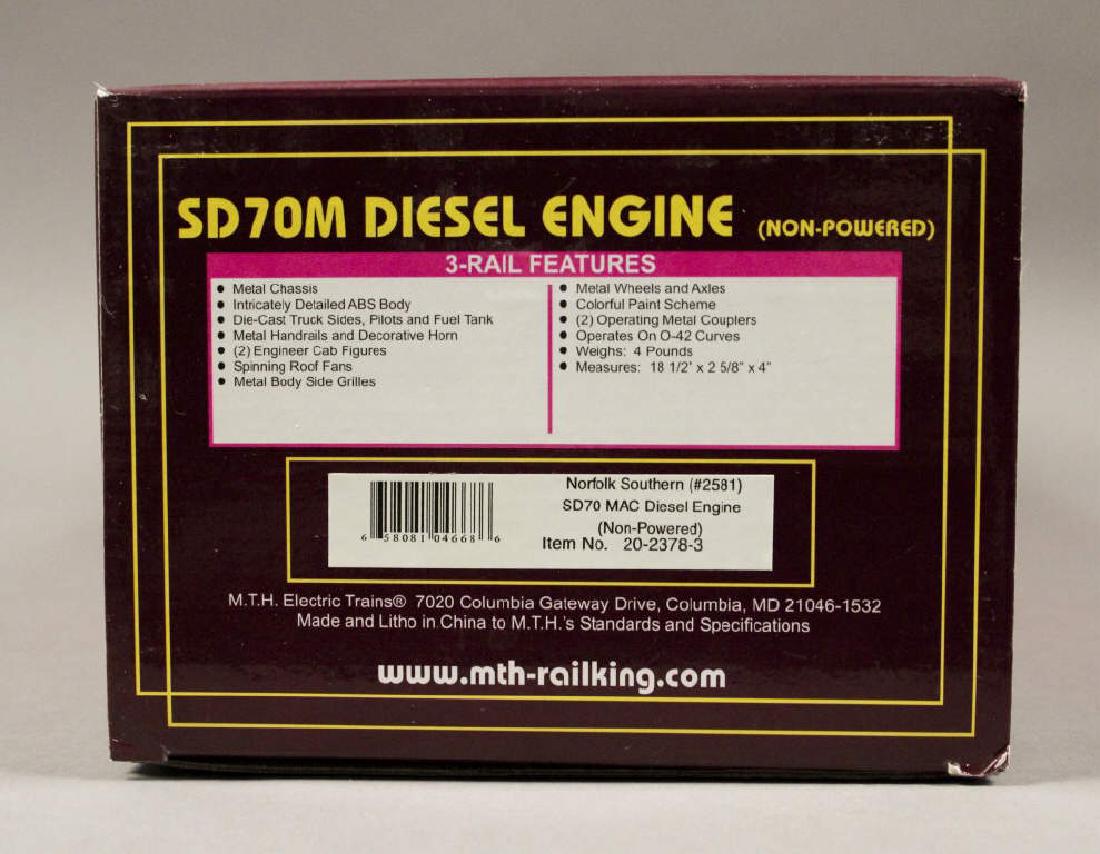 SD70M DIESEL ENGINE (NON-POWERED)
3-RAIL FEATURES
• Metal Chassis
• Intricately Detailed ABS Body
• Die-Cast Truck Sides, Pilots and Fuel Tank
• Metal Handrails and Decorative Horn
• (2) Engineer Cab Figures
• Spinning Roof Fans
• Metal Body Side Grilles
• Metal Wheels and Axles
• Colorful Paint Scheme
• (2) Operating Metal Couplers
• Operates On O-42 Curves
• Weighs: 4 Pounds
• Measures: 18 1/2" x 2 5/8" x 4"
6 58081 04668 6
Norfolk Southern (#2581)
SD70 MAC Diesel Engine
(Non-Powered)
Item No. 20-2378-3
M.T.H. Electric Trains® 7020 Columbia Gateway Drive, Columbia, MD 21046-1532
Made and Litho in China to M.T.H.'s Standards and Specifications
www.mth-railking.com